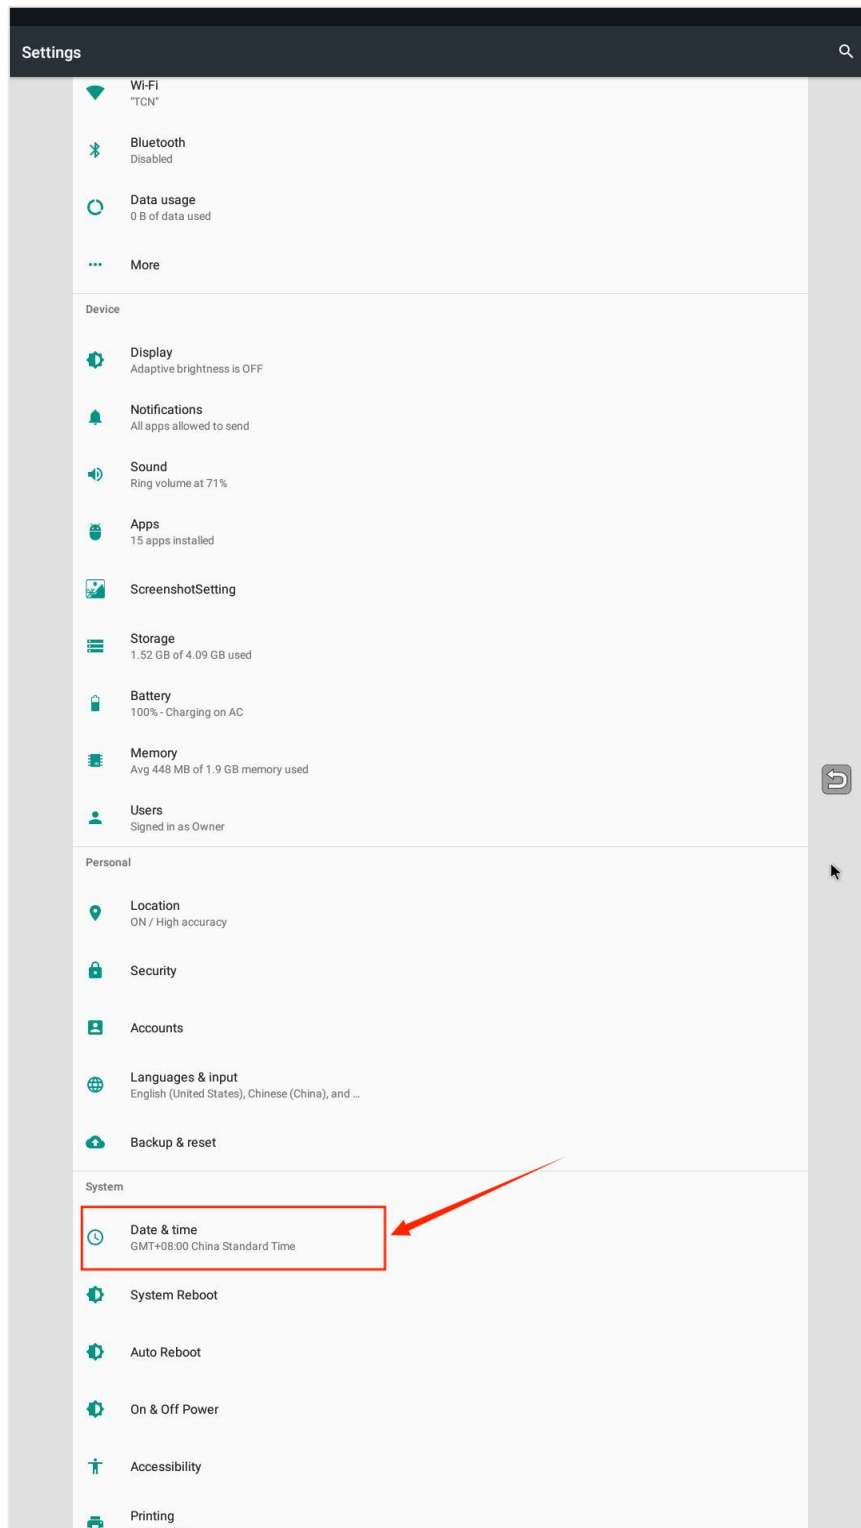 Settings
Wi-Fi
"TCN"
Bluetooth
Disabled
Data usage
0 B of data used
More
Device
Display
Adaptive brightness is OFF
Notifications
All apps allowed to send
Sound
Ring volume at 71%
Apps
15 apps installed
ScreenshotSetting
Storage
1.52 GB of 4.09 GB used
Battery
100% - Charging on AC
Memory
Avg 448 MB of 1.9 GB memory used
Users
Signed in as Owner
Personal
Location
ON / High accuracy
Security
Accounts
Languages & input
English (United States), Chinese (China), and ...
Backup & reset
System
Date & time
GMT+08:00 China Standard Time
System Reboot
Auto Reboot
On & Off Power
Accessibility
Printing